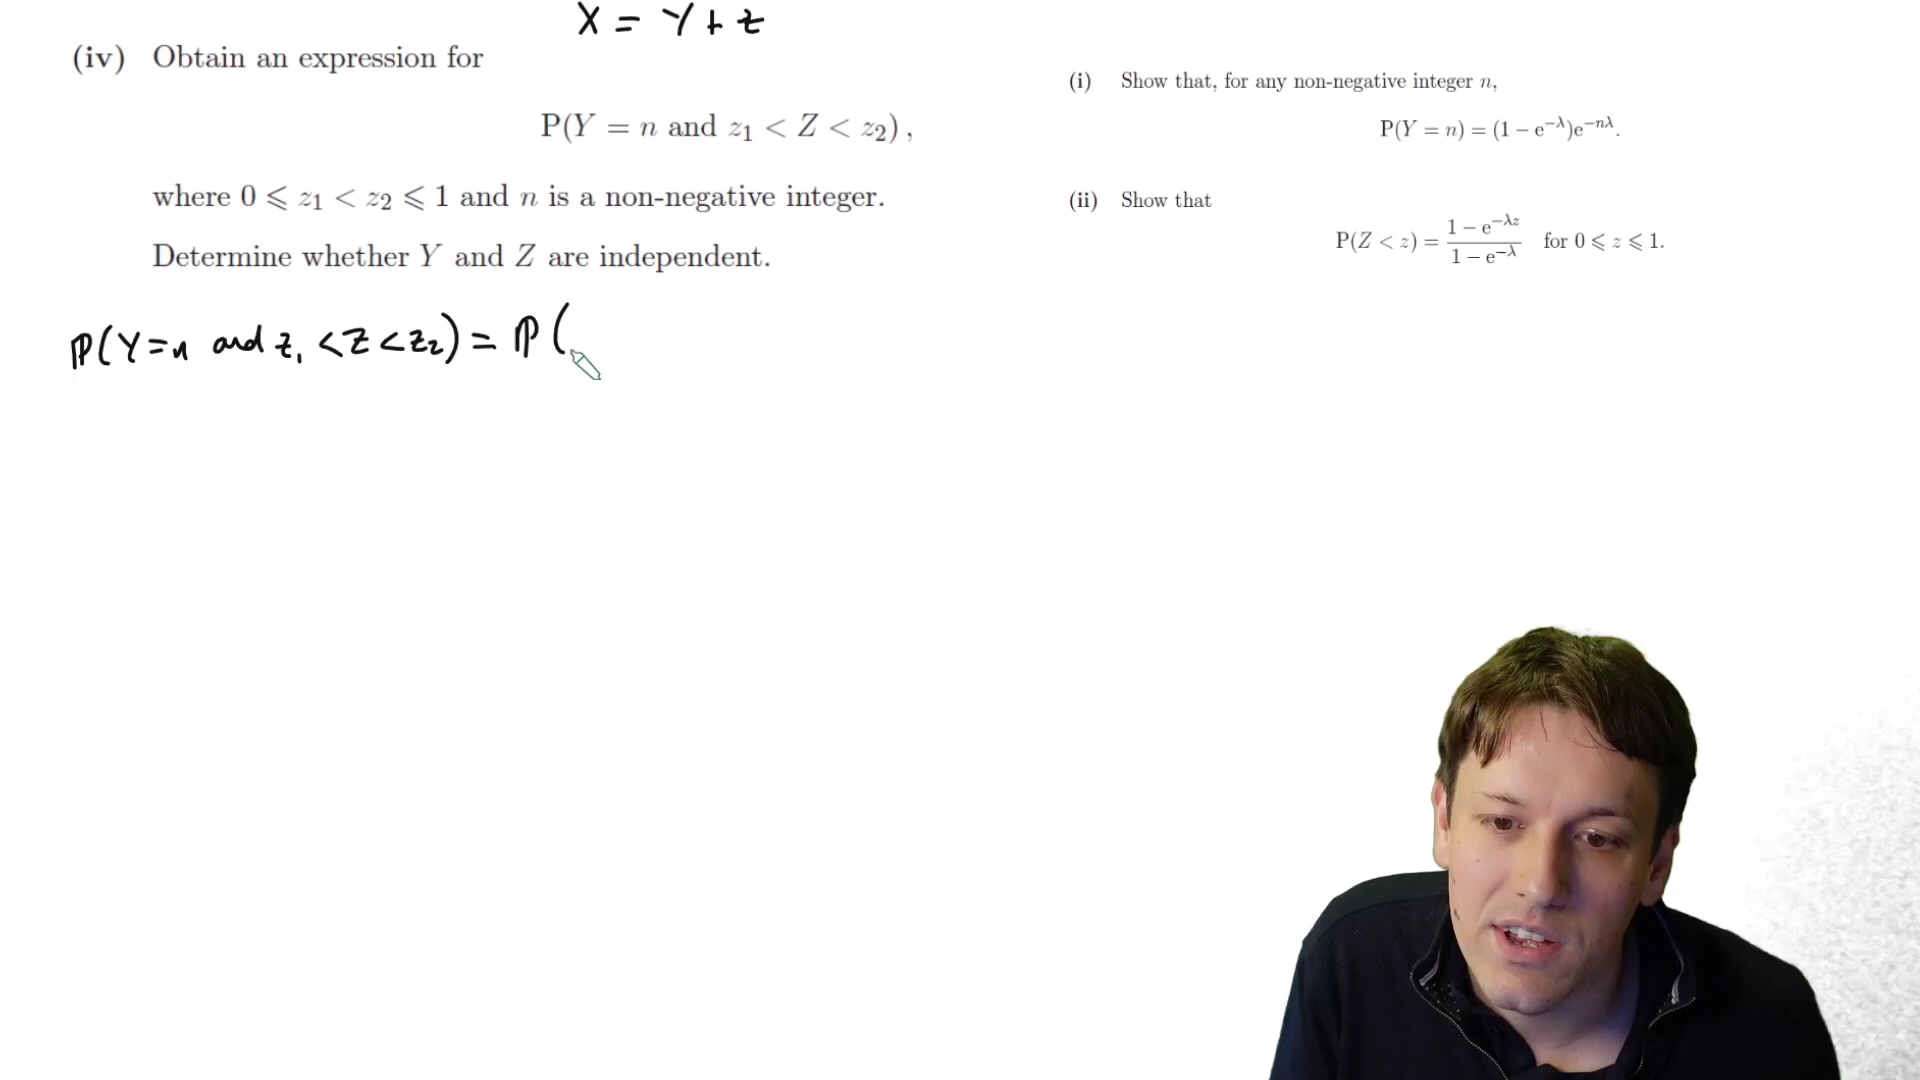 X = Y + z
(iv) Obtain an expression for
P(Y = n and z₁ < Z < z₂) ,
where 0 ⩽ z₁ < z₂ ⩽ 1 and n is a non-negative integer.
Determine whether Y and Z are independent.
ℙ(Y=n and z₁ < Z < z₂) = ℙ(
(i) Show that, for any non-negative integer n,
P(Y = n) = (1 − e^{−λ})e^{−nλ}.
(ii) Show that
P(Z < z) = (1 − e^{−λz})/(1 − e^{−λ}) for 0 ⩽ z ⩽ 1.